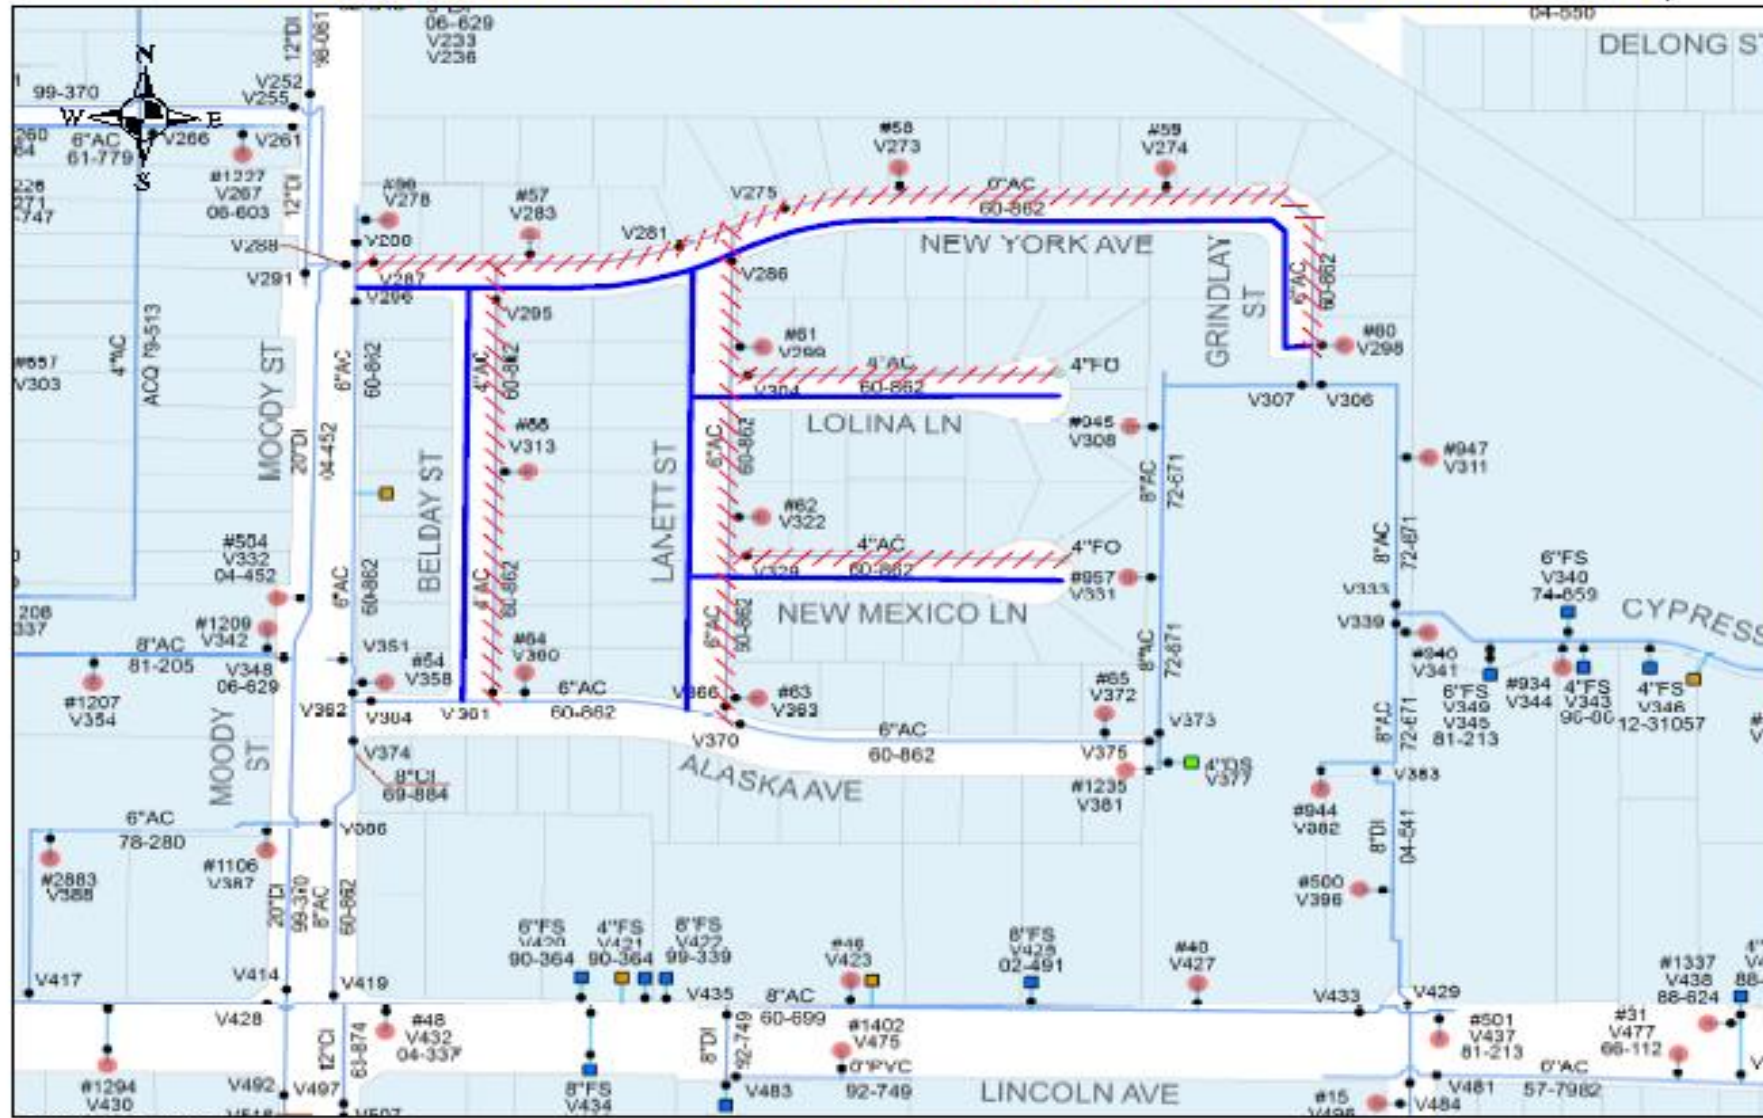 06-629
V233
V236
04-550
DELONG ST
12"DI
98-061
N
W
E
S
99-370
V252
V255
V261
V266
6"AC
61-779
#1227
V267
06-603
12"DI
#58
V273
#59
V274
V278
#57
V283
V275
V281
6"AC
60-862
NEW YORK AVE
V288
V291
V287
V296
V295
V286
GRINDLAY
ST
6"AC
60-862
#60
V298
#61
V299
4"AC
60-862
4"FO
V304
LOLINA LN
4"AC
ACQ 79-513
#657
V303
MOODY ST
20"DI
04-452
6"AC
60-862
4"AC
60-862
#66
V313
BELDAY ST
LANETT ST
6"AC
60-862
V307
V306
#945
V308
#947
V311
8"AC
72-671
#62
V322
4"AC
60-862
4"FO
V329
#957
V331
NEW MEXICO LN
#504
V332
04-452
6"AC
60-862
4"AC
60-862
6"AC
60-862
8"AC
72-671
V333
V339
6"FS
V340
74-859
CYPRESS
#1209
V342
8"AC
81-205
V348
06-629
#1207
V354
V351
#54
V358
#64
V360
V362
V361
6"AC
60-862
V366
#63
V363
#65
V372
8"AC
72-671
V373
#940
V341
6"FS
V349
V345
81-213
#934
V344
4"FS
V343
4"FS
V346
12-31057
8"AC
72-671
MOODY
ST
V374
V370
6"AC
60-862
V375
8"DI
69-884
ALASKA AVE
#1235
V381
4"DS
V377
V383
#944
V382
6"AC
78-280
V386
#2883
V388
#1106
V387
20"DI
99-370
8"AC
60-862
8"DI
04-541
#500
V396
6"FS
V420
90-364
4"FS
V421
90-364
8"FS
V422
99-339
#46
V423
8"FS
V428
02-491
#40
V427
#1337
V438
88-624
V417
V414
V419
V435
8"AC
60-699
V433
V429
V428
#48
V432
04-337
12"CI
63-874
8"DI
92-749
#1402
V475
92-749
#501
V437
81-213
#31
V477
66-112
#1294
V430
V492
V497
8"FS
V434
V483
LINCOLN AVE
V481
6"AC
57-7982
#15
V484